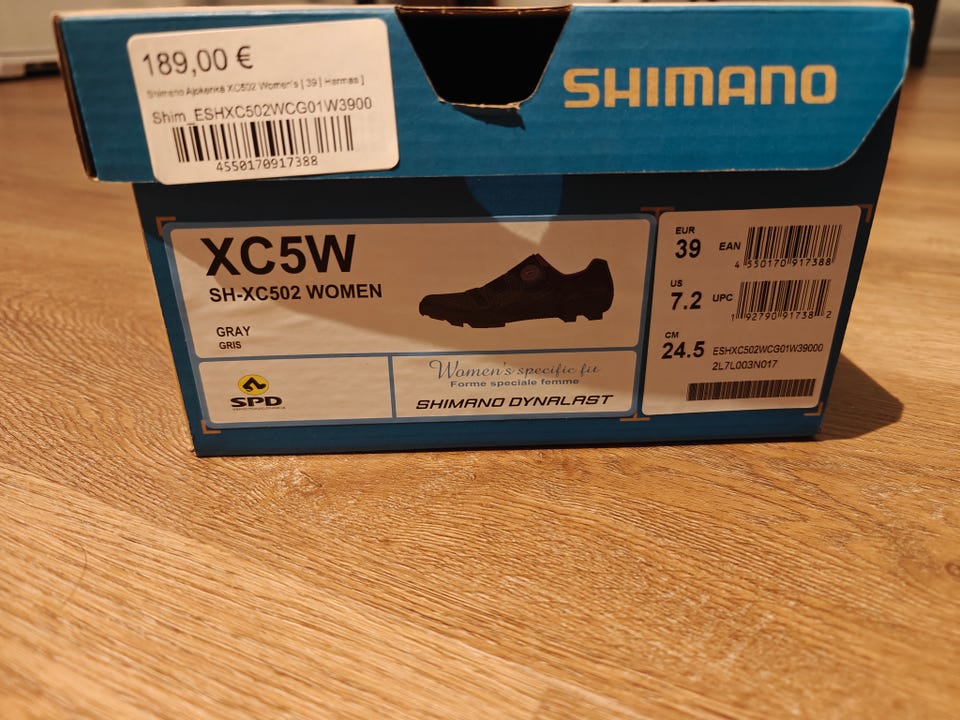 189,00 €
Shimano Ajokenkä XC502 Women's [ 39 | Harmaa ]
Shim_ESHXC502WCG01W3900
4550170917388
SHIMANO
XC5W
SH-XC502 WOMEN
GRAY
GRIS
SPD
Women's specific fit
Forme speciale femme
SHIMANO DYNALAST
EUR
39
EAN
4 550170 917388
US
7.2
UPC
1 92790 91738 2
CM
24.5
ESHXC502WCG01W39000
2L7L003N017